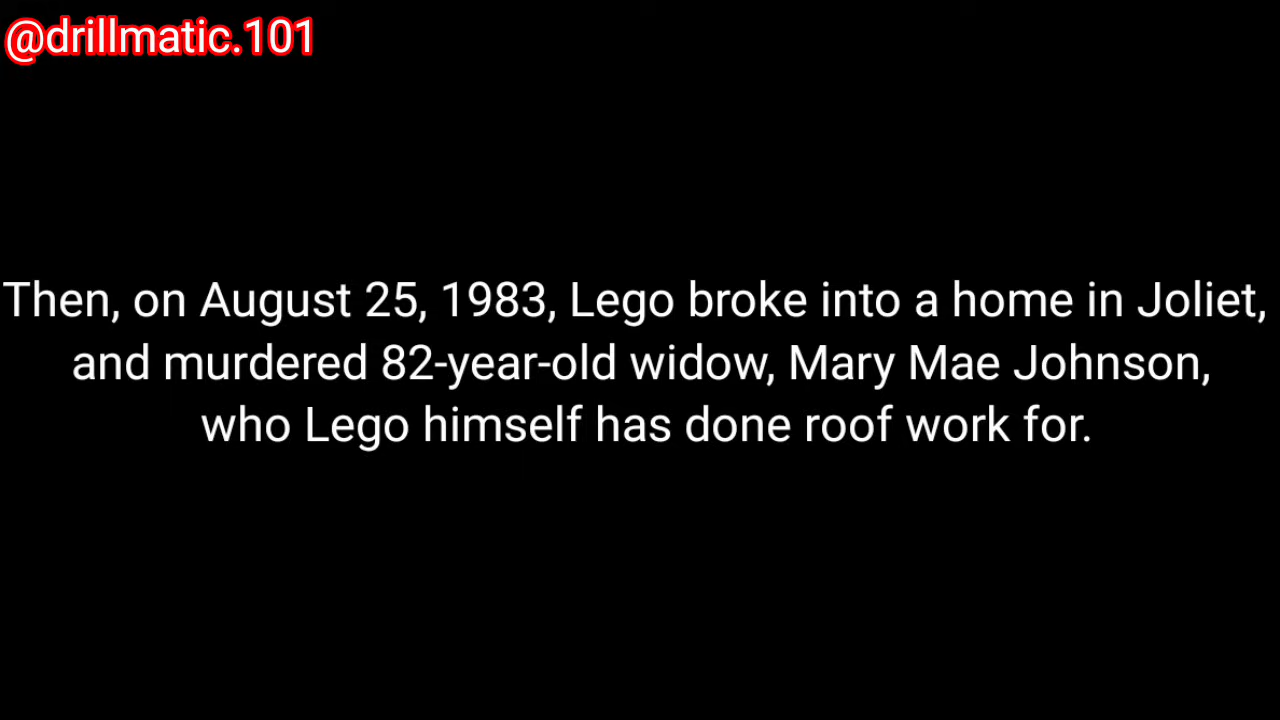 @drillmatic.101
Then, on August 25, 1983, Lego broke into a home in Joliet,
and murdered 82-year-old widow, Mary Mae Johnson,
who Lego himself has done roof work for.